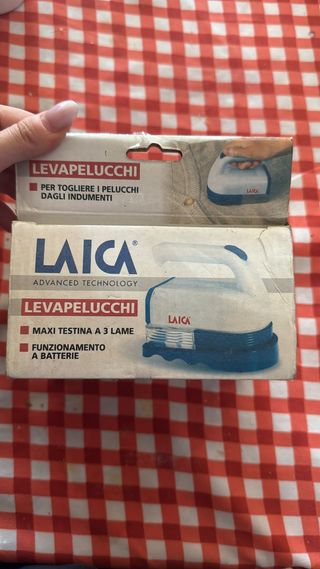 LEVAPELUCCHI
PER TOGLIERE I PELUCCHI
DAGLI INDUMENTI
LAICA
LAICA®
ADVANCED TECHNOLOGY
LEVAPELUCCHI
LAICA
MAXI TESTINA A 3 LAME
FUNZIONAMENTO
A BATTERIE